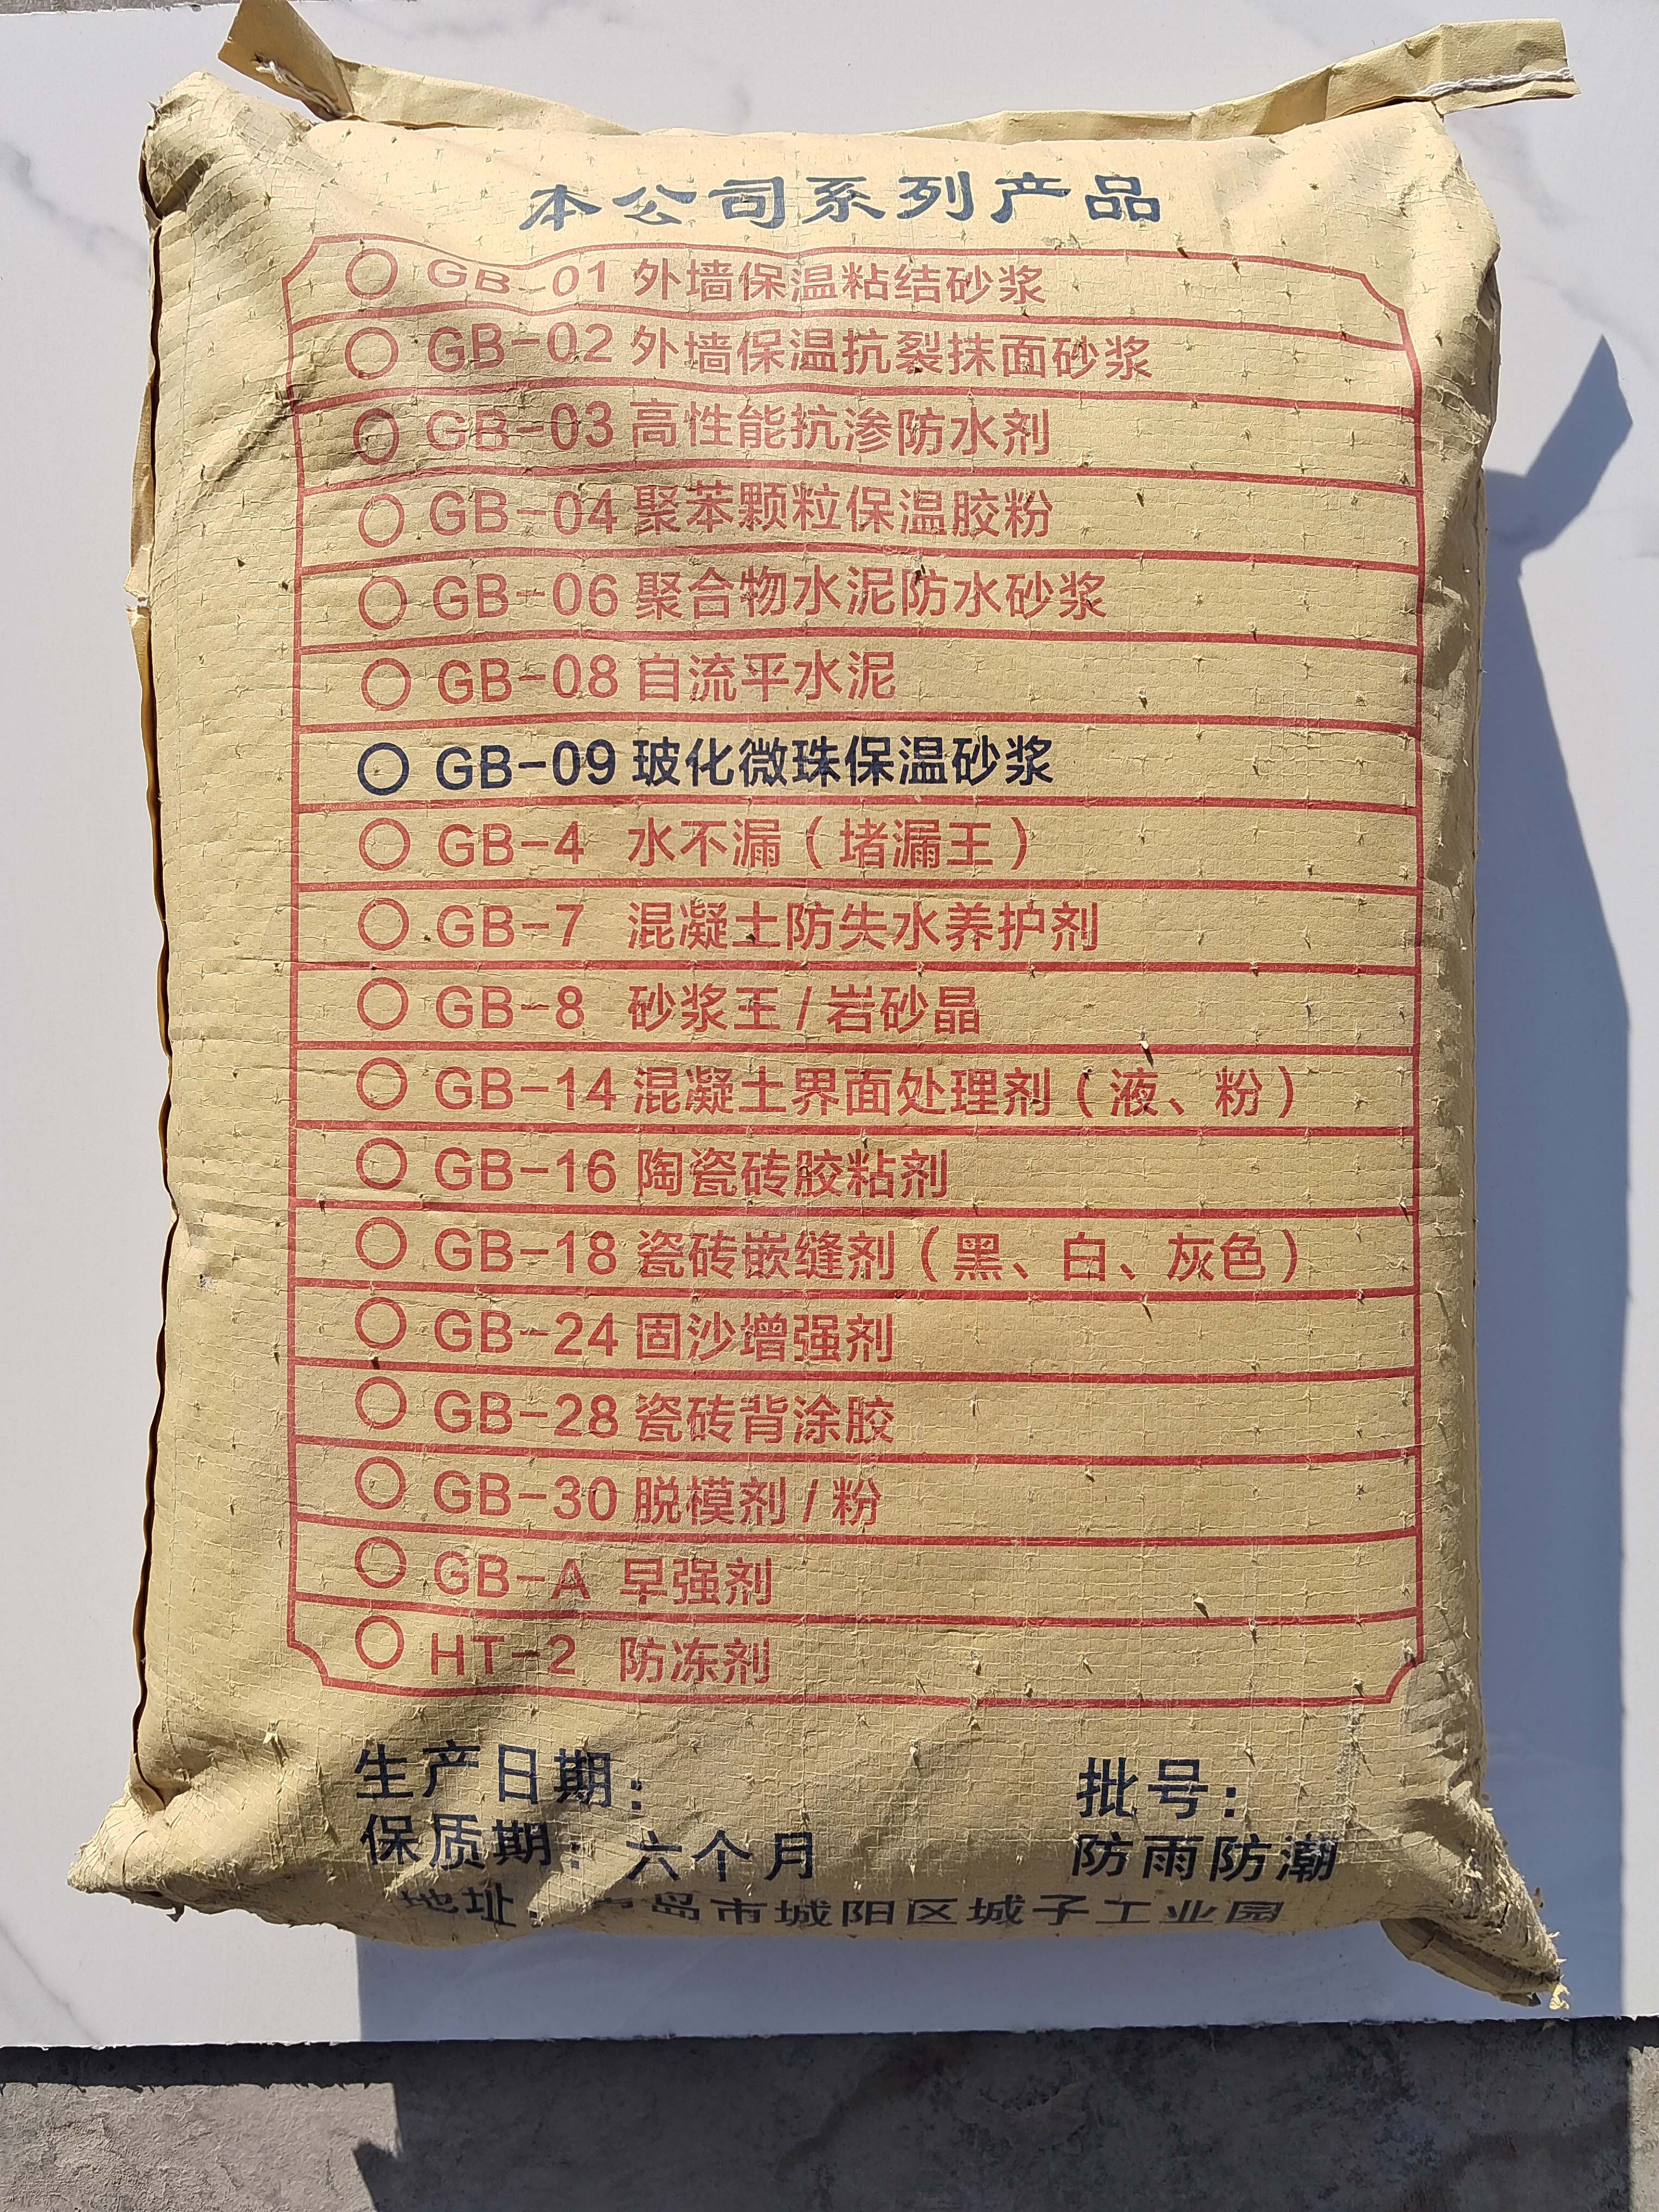 本公司系列产品
GB-01 外墙保温粘结砂浆
GB-02 外墙保温抗裂抹面砂浆
GB-03 高性能抗渗防水剂
GB-04 聚苯颗粒保温胶粉
GB-06 聚合物水泥防水砂浆
GB-08 自流平水泥
GB-09 玻化微珠保温砂浆
GB-4 水不漏（堵漏王）
GB-7 混凝土防失水养护剂
GB-8 砂浆王/岩砂晶
GB-14 混凝土界面处理剂（液、粉）
GB-16 陶瓷砖胶粘剂
GB-18 瓷砖嵌缝剂（黑、白、灰色）
GB-24 固沙增强剂
GB-28 瓷砖背涂胶
GB-30 脱模剂/粉
GB-A 早强剂
HT-2 防冻剂
生产日期： 批号：
保质期：六个月 防雨防潮
地址：青岛市城阳区城子工业园